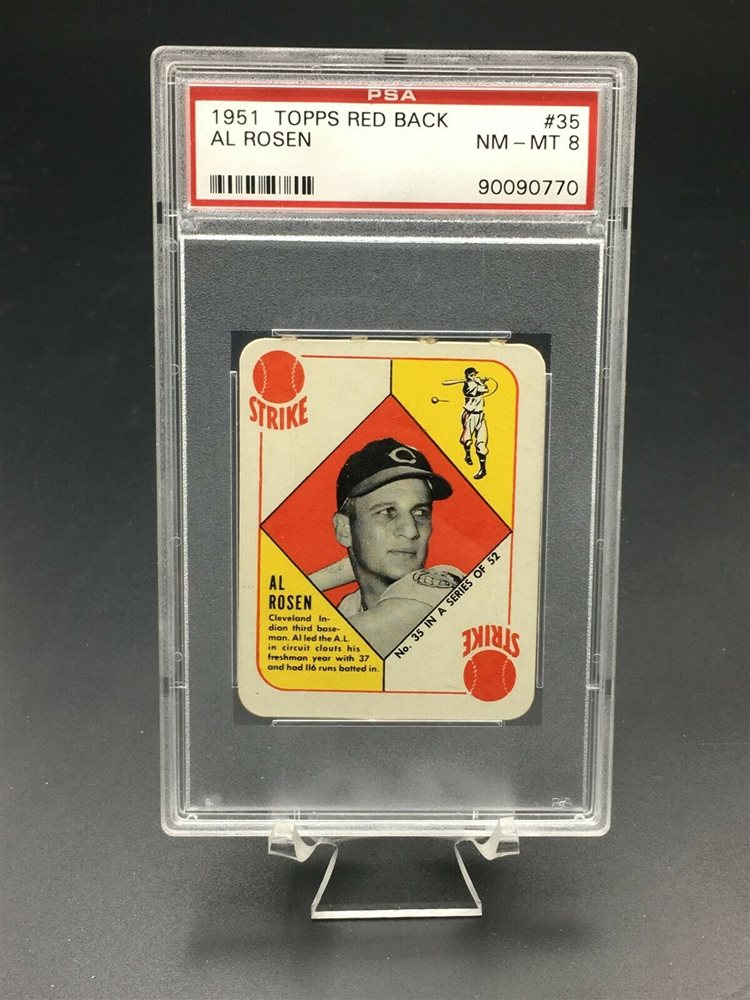 PSA
1951 TOPPS RED BACK #35
AL ROSEN NM – MT 8
90090770
STRIKE
C
AL
ROSEN
Cleveland In-
dian third base-
man. Al led the A.L.
in circuit clouts his
freshman year with 37
and had 116 runs batted in.
No. 35 IN A SERIES OF 52
STRIKE